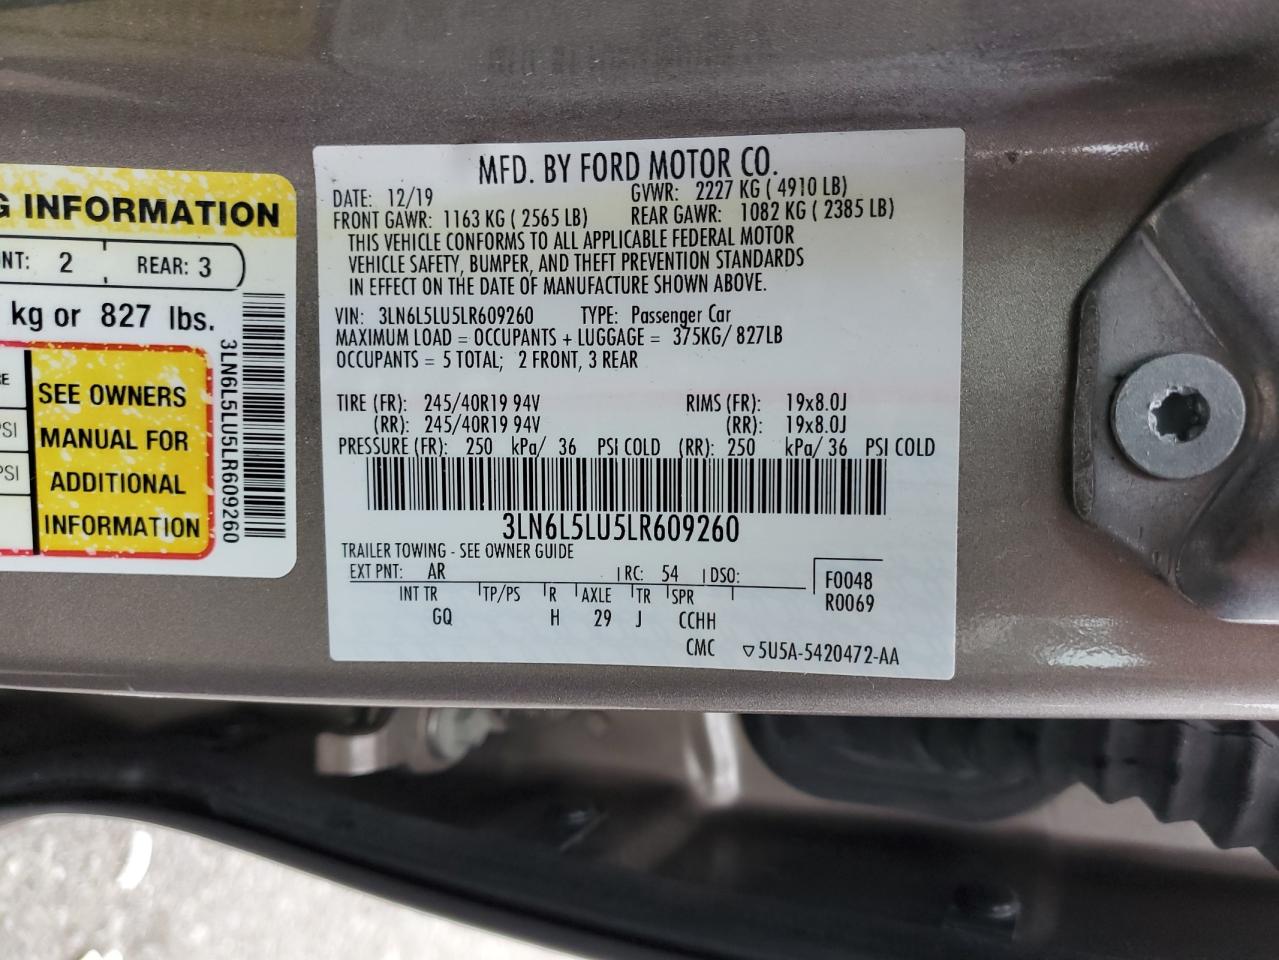 G INFORMATION
NT: 2 REAR: 3
kg or 827 lbs.
SEE OWNERS
MANUAL FOR
ADDITIONAL
INFORMATION
RE
PSI
PSI
3LN6L5LU5LR609260
MFD. BY FORD MOTOR CO.
DATE: 12/19 GVWR: 2227 KG ( 4910 LB)
FRONT GAWR: 1163 KG ( 2565 LB) REAR GAWR: 1082 KG ( 2385 LB)
THIS VEHICLE CONFORMS TO ALL APPLICABLE FEDERAL MOTOR
VEHICLE SAFETY, BUMPER, AND THEFT PREVENTION STANDARDS
IN EFFECT ON THE DATE OF MANUFACTURE SHOWN ABOVE.
VIN: 3LN6L5LU5LR609260 TYPE: Passenger Car
MAXIMUM LOAD = OCCUPANTS + LUGGAGE = 375KG/ 827LB
OCCUPANTS = 5 TOTAL; 2 FRONT, 3 REAR
TIRE (FR): 245/40R19 94V RIMS (FR): 19x8.0J
(RR): 245/40R19 94V (RR): 19x8.0J
PRESSURE (FR): 250 kPa/ 36 PSI COLD (RR): 250 kPa/ 36 PSI COLD
3LN6L5LU5LR609260
TRAILER TOWING - SEE OWNER GUIDE
EXT PNT: AR RC: 54 DSO: F0048
INT TR TP/PS R AXLE TR SPR R0069
GQ H 29 J CCHH
CMC ▽5U5A-5420472-AA